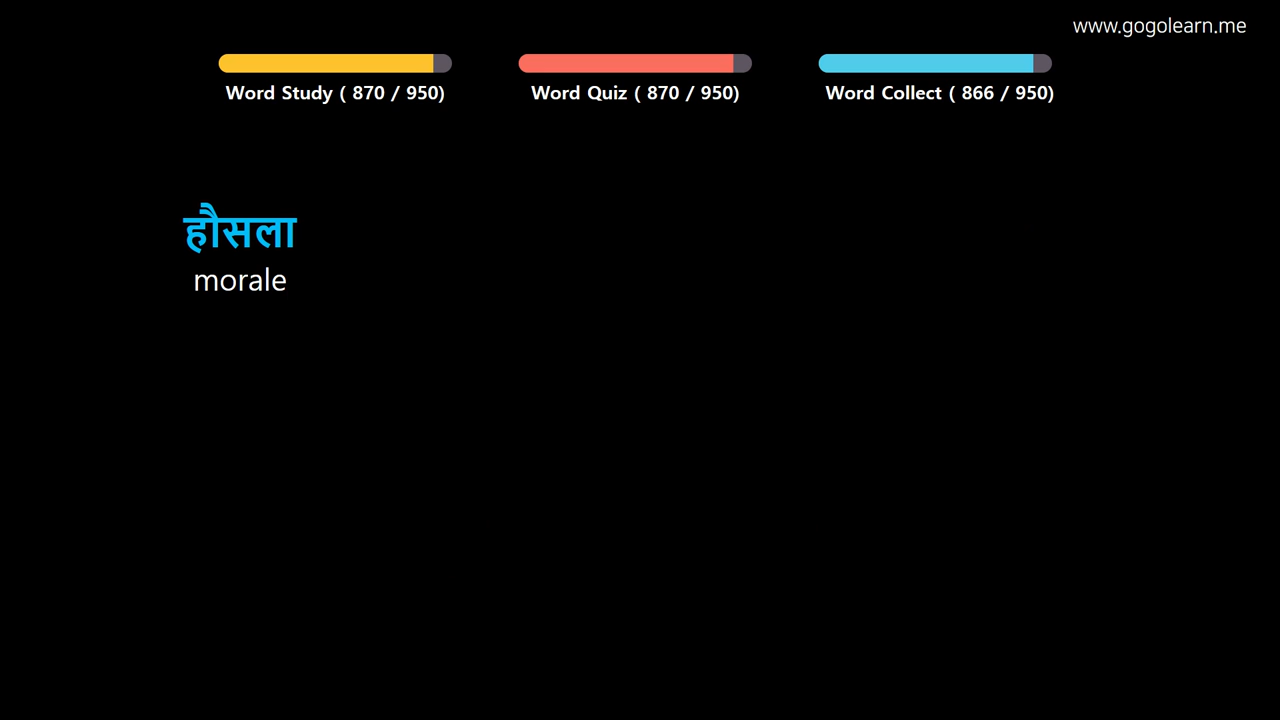 www.gogolearn.me
Word Study ( 870 / 950)
Word Quiz ( 870 / 950)
Word Collect ( 866 / 950)
हौसला
morale